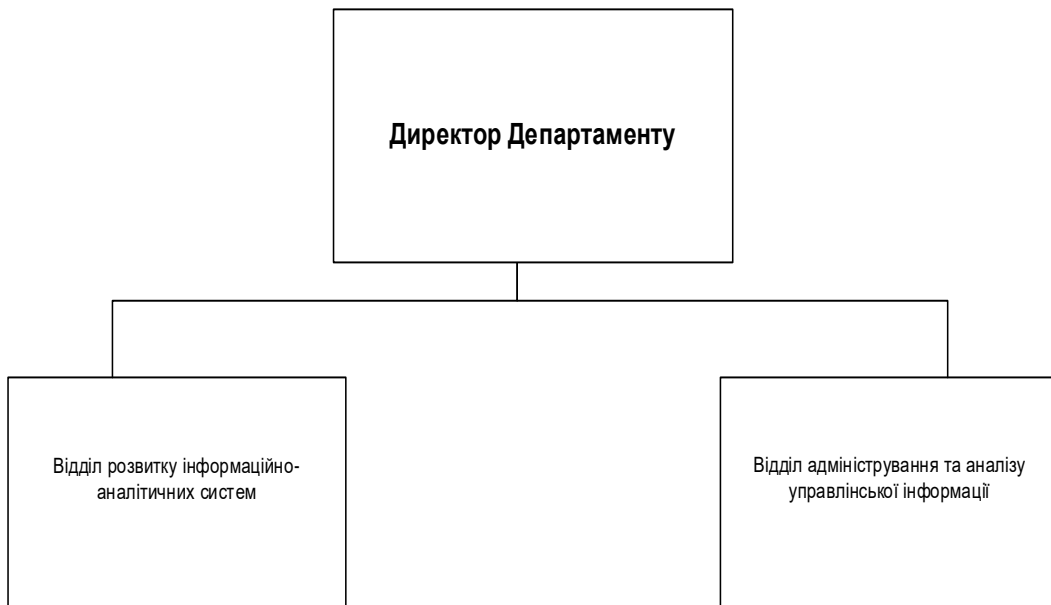 Директор Департаменту
Відділ розвитку інформаційно-
аналітичних систем
Відділ адміністрування та аналізу
управлінської інформації